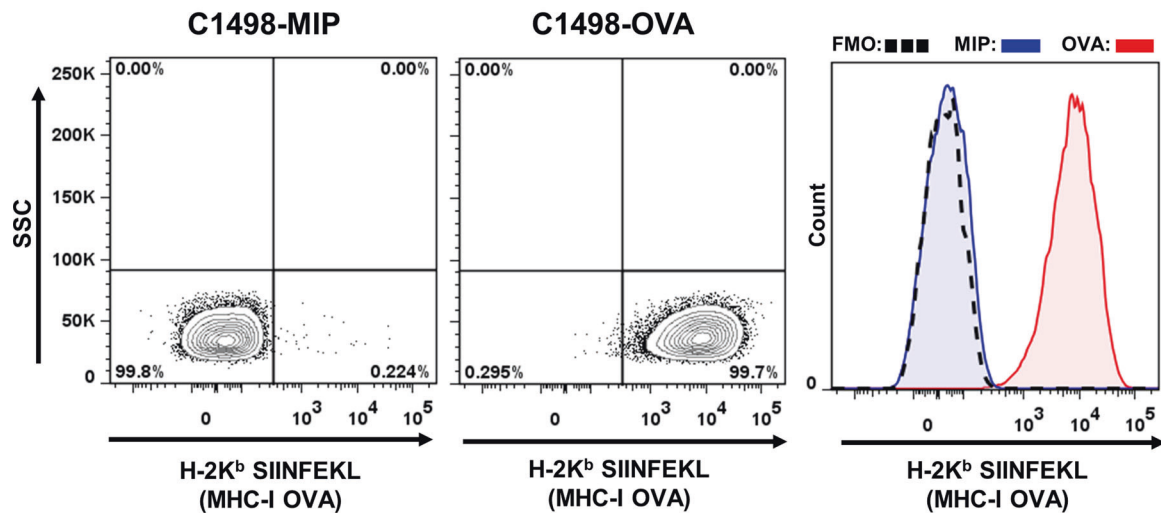 C1498-MIP
C1498-OVA
FMO: MIP: OVA:
SSC
250K
200K
150K
100K
50K
0
0.00% 0.00%
99.8% 0.224%
0 10³ 10⁴ 10⁵
H-2Kᵇ SIINFEKL
(MHC-I OVA)
0.00% 0.00%
0.295% 99.7%
0 10³ 10⁴ 10⁵
H-2Kᵇ SIINFEKL
(MHC-I OVA)
Count
0
0 10³ 10⁴ 10⁵
H-2Kᵇ SIINFEKL
(MHC-I OVA)